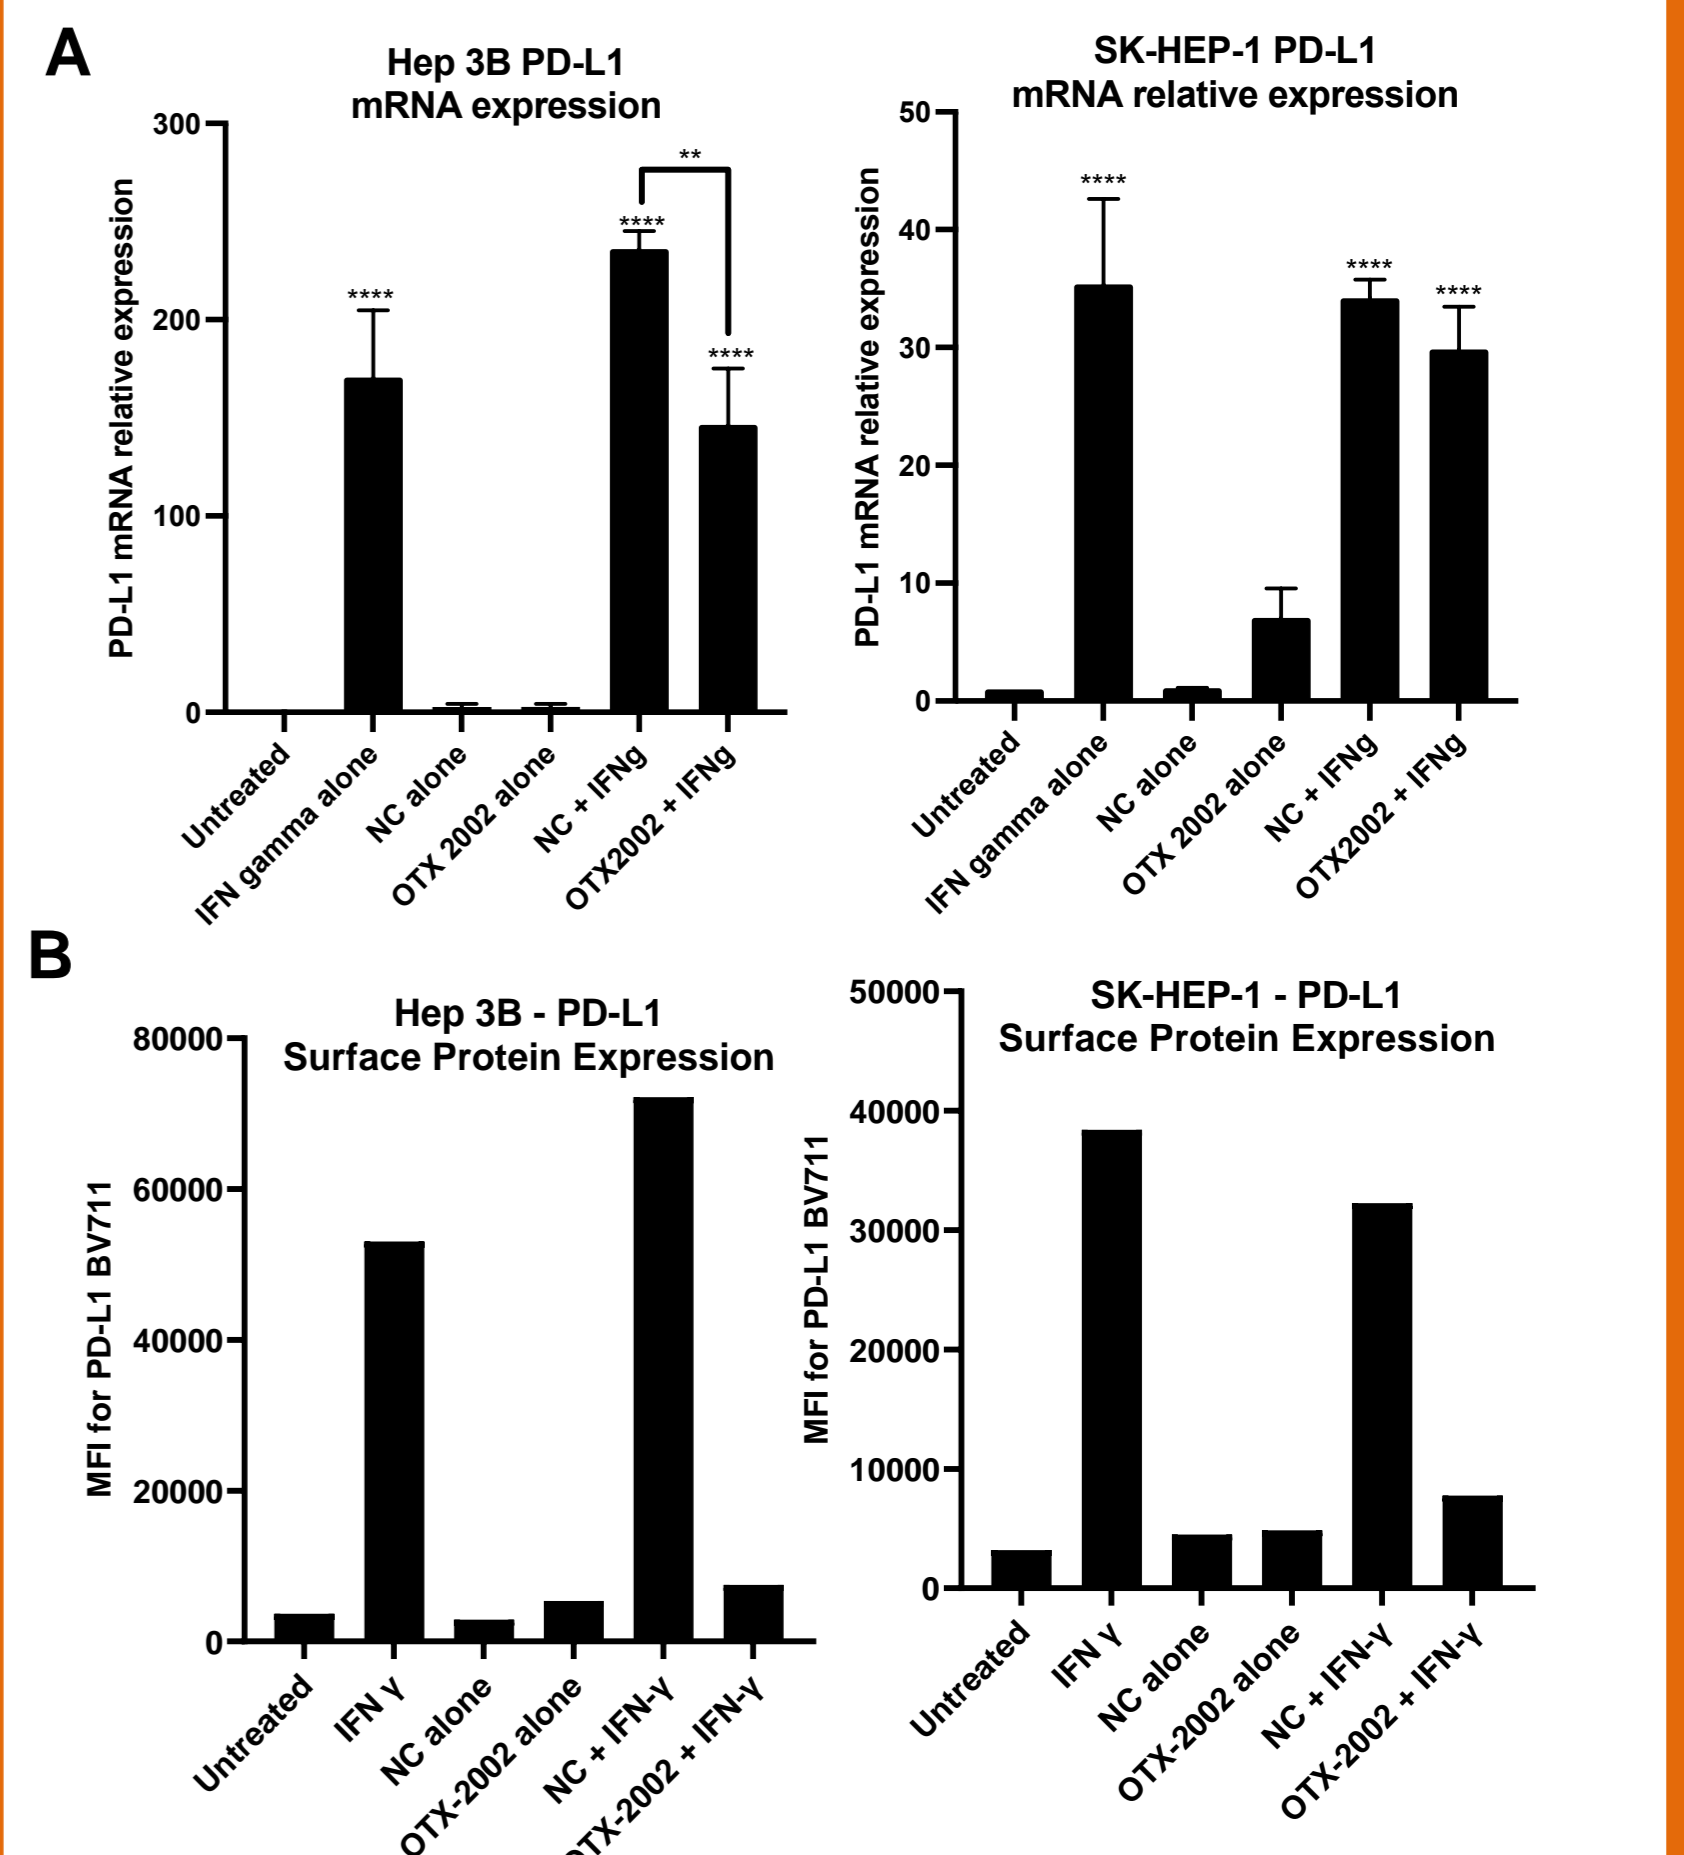 A
Hep 3B PD-L1
mRNA expression
PD-L1 mRNA relative expression
300
200
100
0
****
****
**
****
Untreated
IFN gamma alone
NC alone
OTX 2002 alone
NC + IFNg
OTX2002 + IFNg
SK-HEP-1 PD-L1
mRNA relative expression
PD-L1 mRNA relative expression
50
40
30
20
10
0
****
****
****
Untreated
IFN gamma alone
NC alone
OTX 2002 alone
NC + IFNg
OTX2002 + IFNg
B
Hep 3B - PD-L1
Surface Protein Expression
MFI for PD-L1 BV711
80000
60000
40000
20000
0
Untreated
IFN γ
NC alone
OTX-2002 alone
NC + IFN-γ
OTX-2002 + IFN-γ
SK-HEP-1 - PD-L1
Surface Protein Expression
MFI for PD-L1 BV711
50000
40000
30000
20000
10000
0
Untreated
IFN γ
NC alone
OTX-2002 alone
NC + IFN-γ
OTX-2002 + IFN-γ